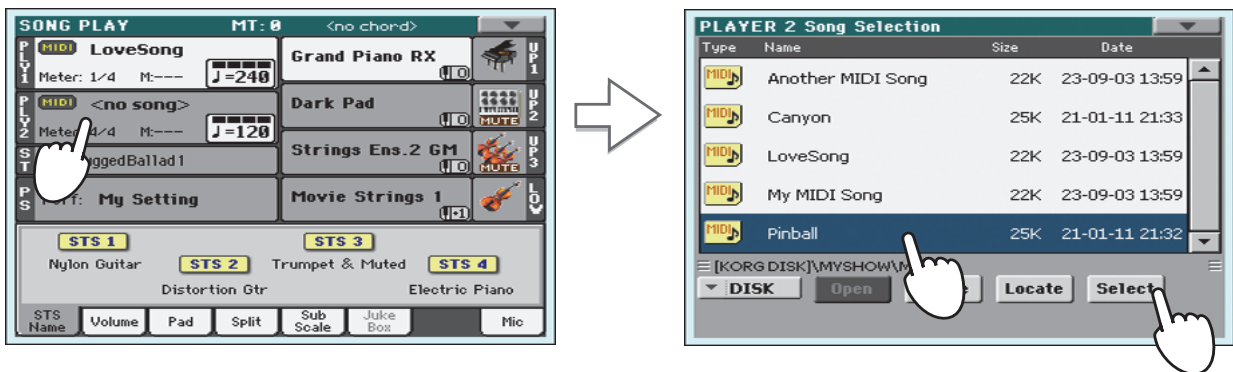 SONG PLAY MT: 0 <no chord>
PLY1 MIDI LoveSong
Meter: 1/4 M:--- ♩=240
Grand Piano RX 0 UP1
PLY2 MIDI <no song>
4/4 M:--- ♩=120
Dark Pad 0 MUTE UP2
ST ggedBallad1
Strings Ens.2 GM 0 MUTE UP3
PS My Setting
Movie Strings 1 +1 LOW
STS 1 STS 3
Nylon Guitar STS 2 Trumpet & Muted STS 4
Distortion Gtr Electric Piano
STS Name Volume Pad Split Sub Scale Juke Box Mic
PLAYER 2 Song Selection
Type Name Size Date
MIDI Another MIDI Song 22K 23-09-03 13:59
MIDI Canyon 25K 21-01-11 21:33
MIDI LoveSong 22K 23-09-03 13:59
MIDI My MIDI Song 22K 23-09-03 13:59
MIDI Pinball 25K 21-01-11 21:32
[KORG DISK]\MYSHOW\
DISK Open Locate Select